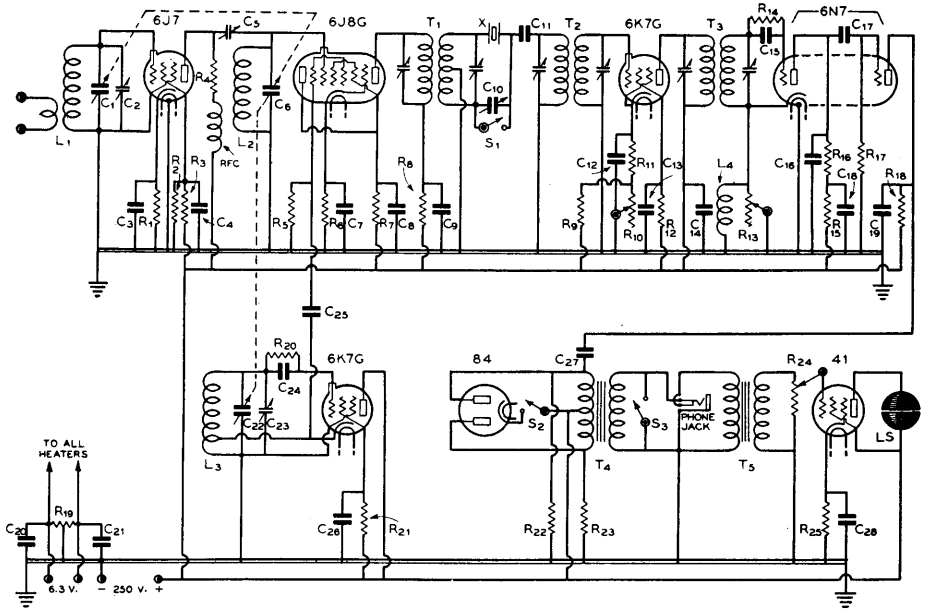 6J7 C5 6J8G T1 X C11 T2 6K7G T3 R14 6N7 C17
C15
R4 C1 C2 C6 C10
L1 L2 S1
RFC
R2 R3 R8 C12 R11 C13 L4 C16 R16 C18 R17 R18
C3 R1 C4 R5 R6 C7 R7 C8 C9 R9 R10 R12 C14 R13 R15 C19
C25
R20 6K7G 84 C27 R24 41
C24
C22 C23 S2 S3 PHONE
JACK
LS
L3 T4 T5
TO ALL
HEATERS
R19
C20 C21 C26 R21 R22 R23 R25 C28
6.3 V. – 250 V. +